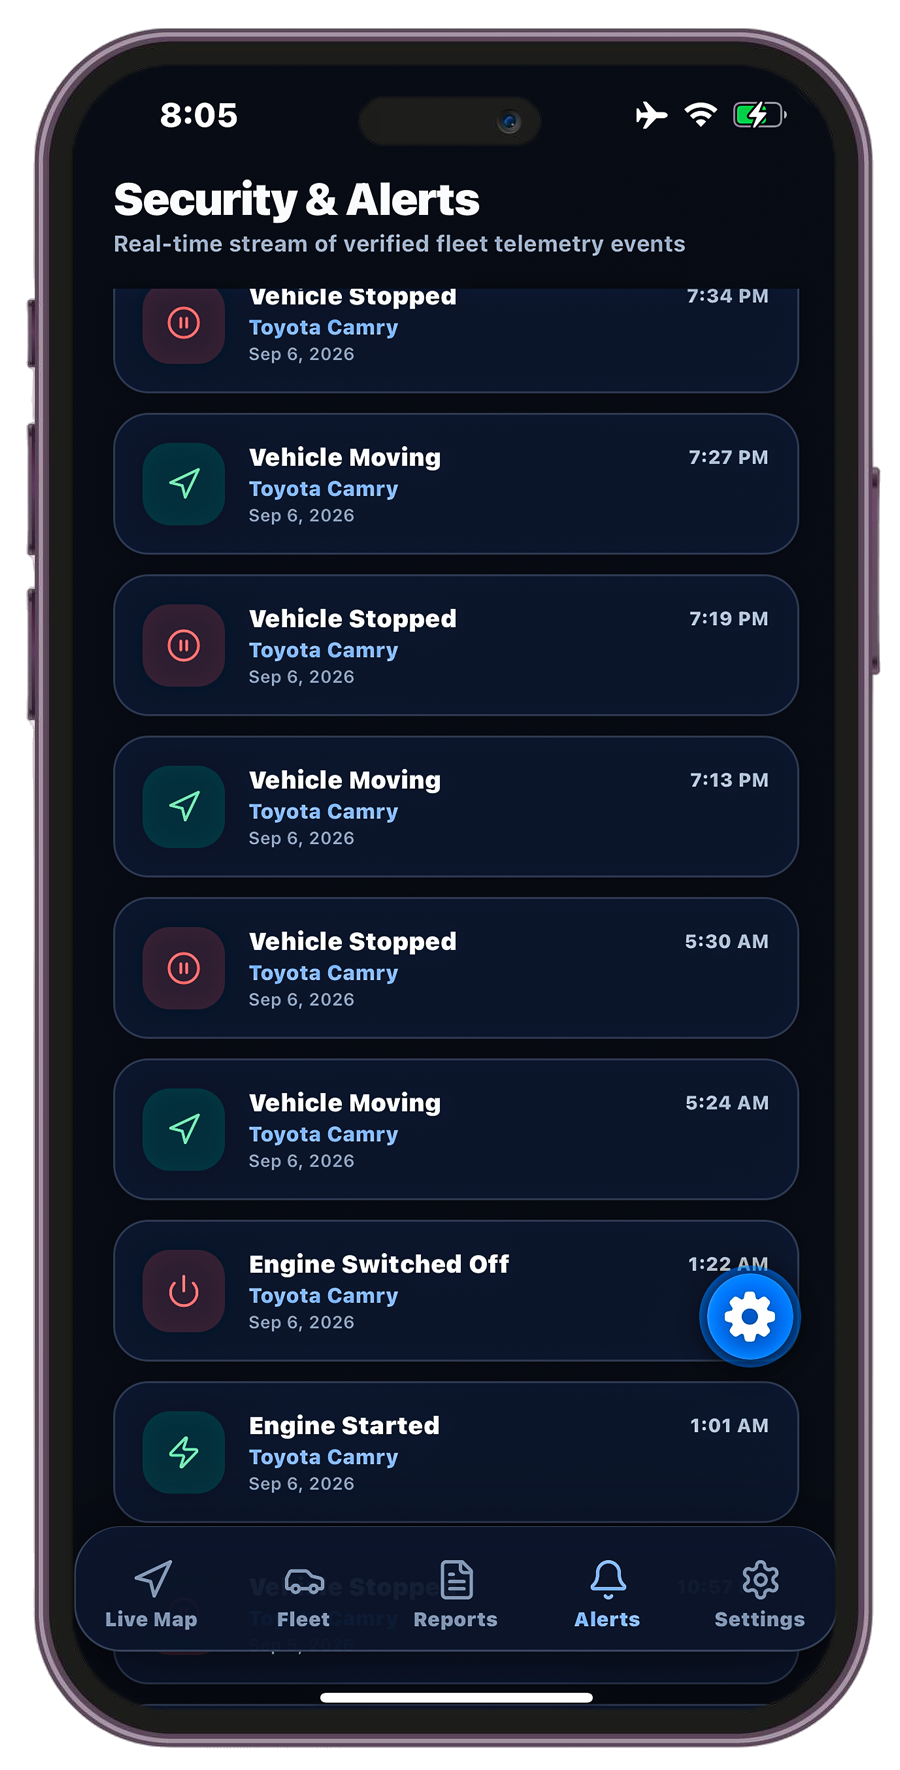 8:05
Security & Alerts
Real-time stream of verified fleet telemetry events
Vehicle Stopped 7:34 PM
Toyota Camry
Sep 6, 2026
Vehicle Moving 7:27 PM
Toyota Camry
Sep 6, 2026
Vehicle Stopped 7:19 PM
Toyota Camry
Sep 6, 2026
Vehicle Moving 7:13 PM
Toyota Camry
Sep 6, 2026
Vehicle Stopped 5:30 AM
Toyota Camry
Sep 6, 2026
Vehicle Moving 5:24 AM
Toyota Camry
Sep 6, 2026
Engine Switched Off 1:22 AM
Toyota Camry
Sep 6, 2026
Engine Started 1:01 AM
Toyota Camry
Sep 6, 2026
Live Map Fleet Reports Alerts Settings